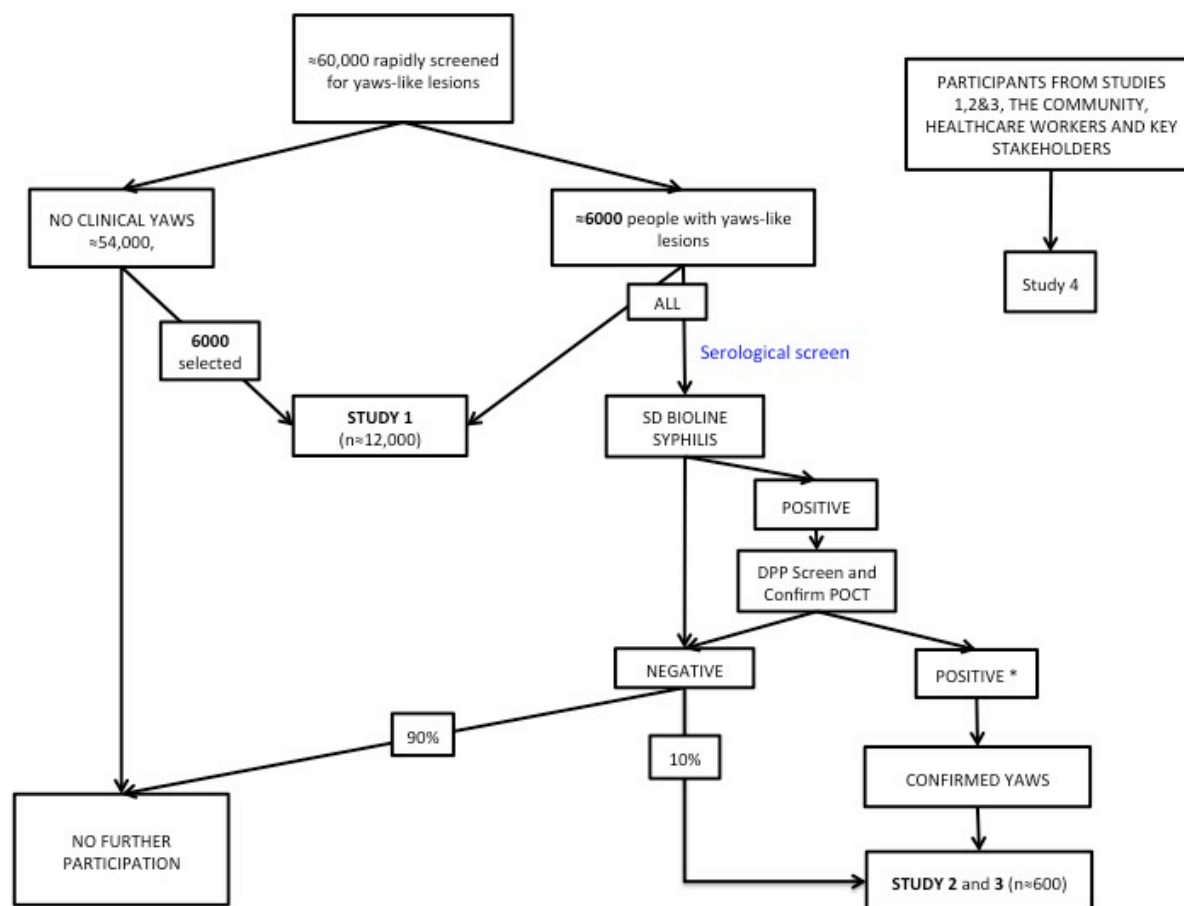 ≈60,000 rapidly screened
for yaws-like lesions
PARTICIPANTS FROM STUDIES
1,2&3, THE COMMUNITY,
HEALTHCARE WORKERS AND KEY
STAKEHOLDERS
NO CLINICAL YAWS
≈54,000,
≈6000 people with yaws-like
lesions
Study 4
ALL
6000
selected
Serological screen
STUDY 1
(n≈12,000)
SD BIOLINE
SYPHILIS
POSITIVE
DPP Screen and
Confirm POCT
NEGATIVE
POSITIVE *
90%
10%
CONFIRMED YAWS
NO FURTHER
PARTICIPATION
STUDY 2 and 3 (n≈600)